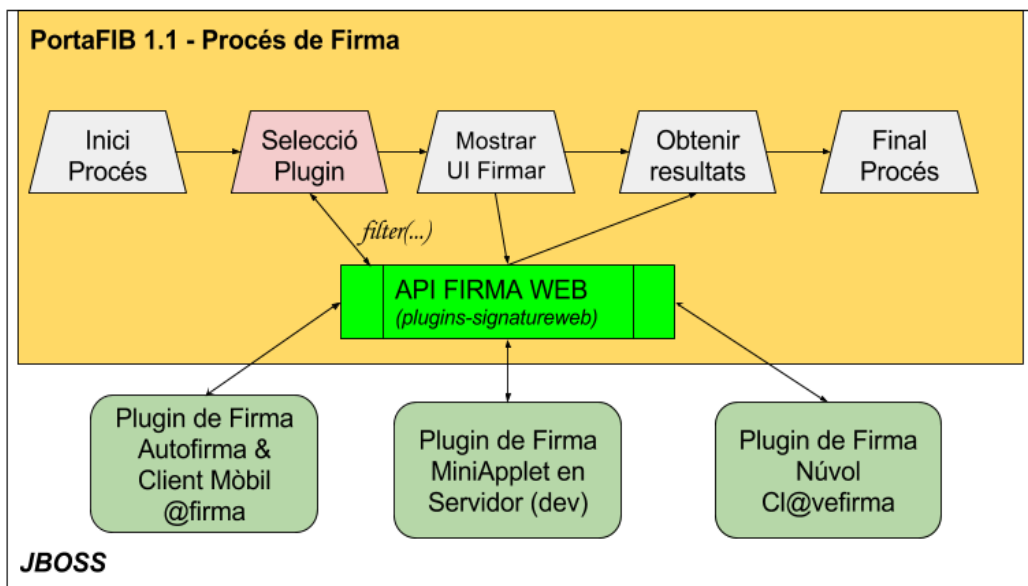 PortaFIB 1.1 - Procés de Firma
Inici
Procés
Selecció
Plugin
Mostrar
UI Firmar
Obtenir
resultats
Final
Procés
filter(...)
API FIRMA WEB
(plugins-signatureweb)
Plugin de Firma
Autofirma &
Client Mòbil
@firma
Plugin de Firma
MiniApplet en
Servidor (dev)
Plugin de Firma
Núvol
Cl@vefirma
JBOSS